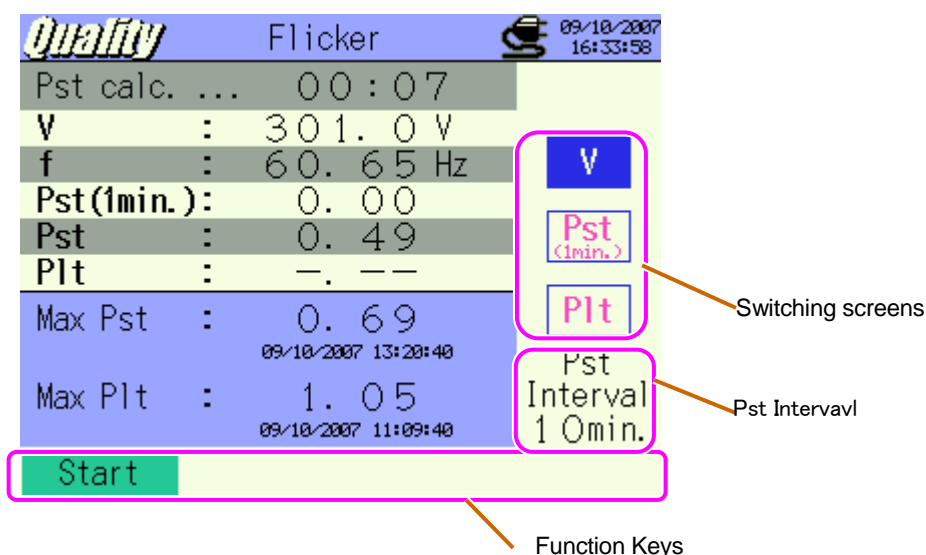 Quality Flicker 09/10/2007
16:33:58
Pst calc. ... 00:07
V : 301.0 V
f : 60.65 Hz
Pst(1min.): 0.00
Pst : 0.49
Plt : -.--
Max Pst : 0.69
09/10/2007 13:20:40
Max Plt : 1.05
09/10/2007 11:09:40
V
Pst
(1min.)
Plt
Pst
Interval
10min.
Start
Switching screens
Pst Intervavl
Function Keys